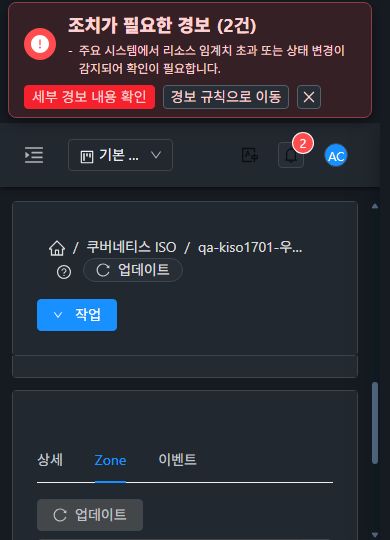 조치가 필요한 경보 (2건)
- 주요 시스템에서 리소스 임계치 초과 또는 상태 변경이
감지되어 확인이 필요합니다.
세부 경보 내용 확인 경보 규칙으로 이동
기본 ... 2 AC
/ 쿠버네티스 ISO / qa-kiso1701-우...
업데이트
작업
상세 Zone 이벤트
업데이트